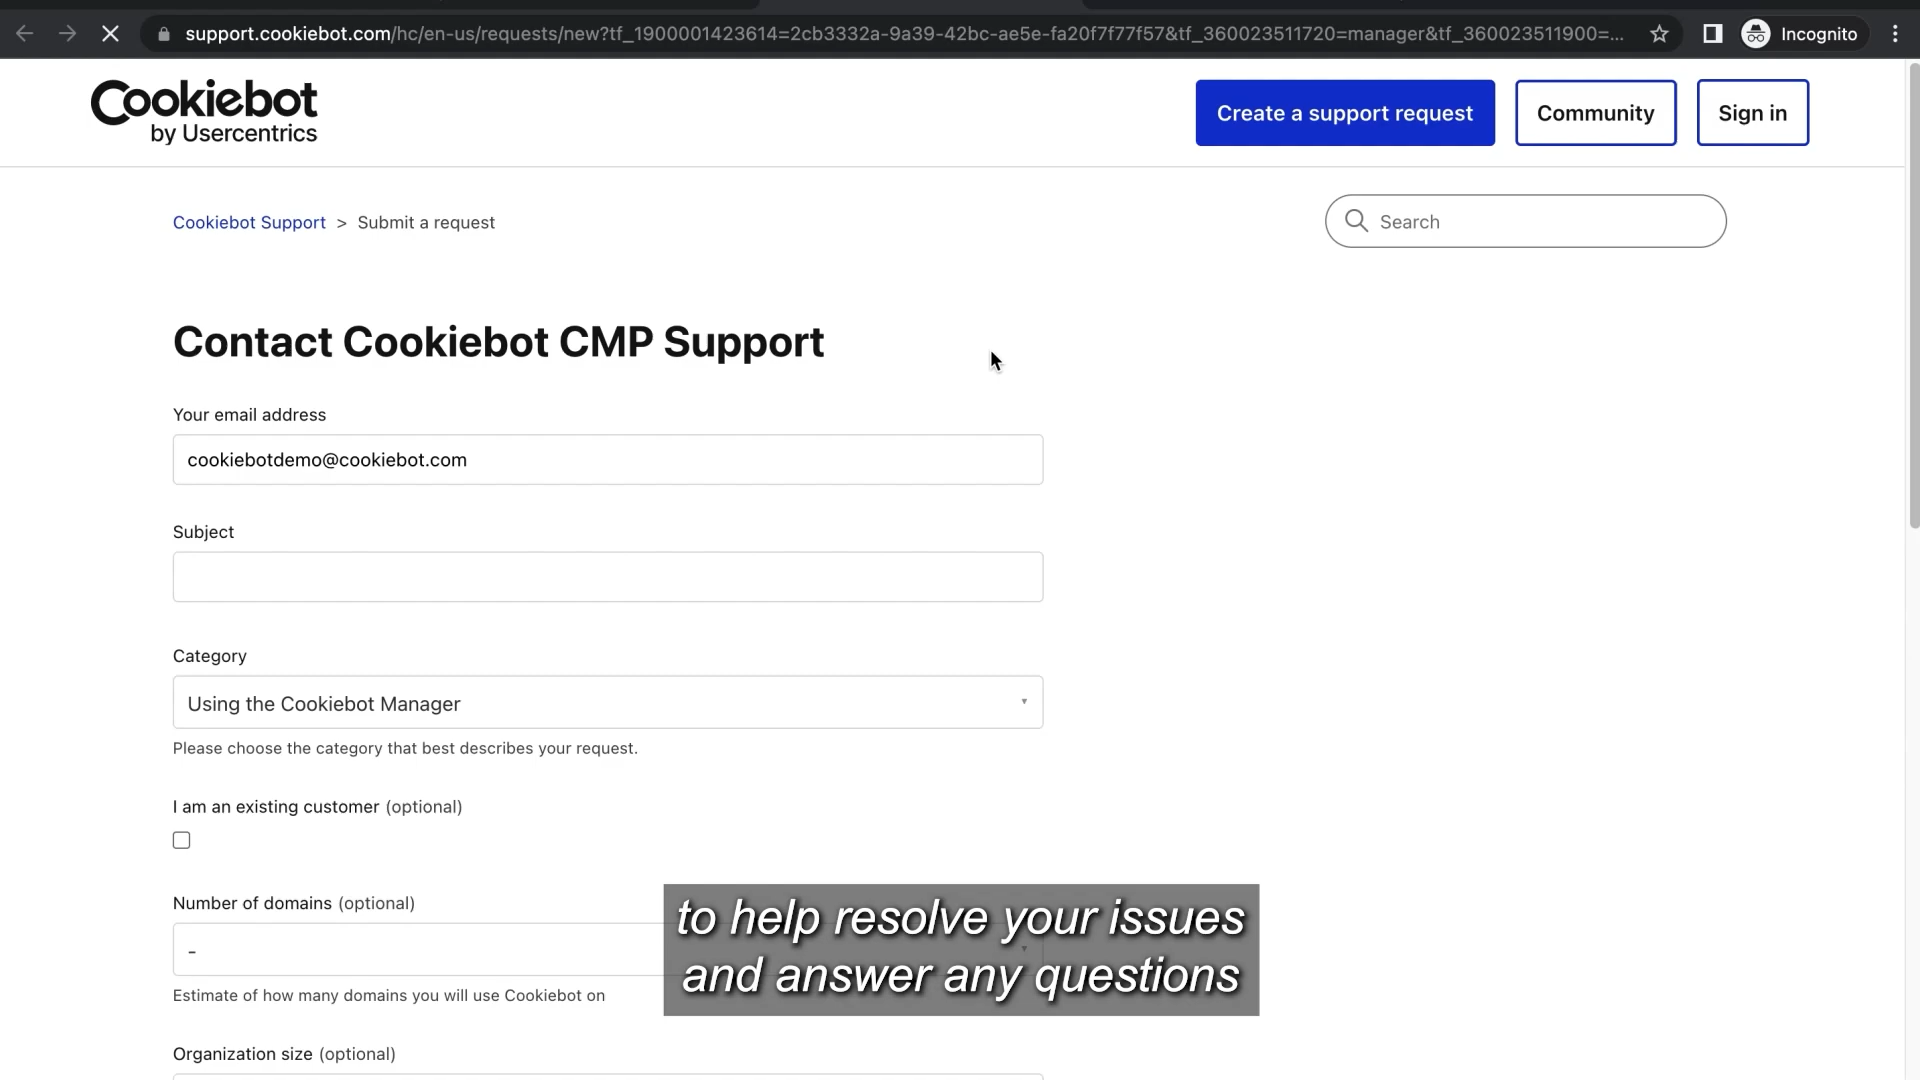 support.cookiebot.com/hc/en-us/requests/new?tf_1900001423614=2cb3332a-9a39-42bc-ae5e-fa20f7f77f57&tf_360023511720=manager&tf_360023511900=...
Incognito
Cookiebot
by Usercentrics
Create a support request
Community
Sign in
Cookiebot Support > Submit a request
Search
Contact Cookiebot CMP Support
Your email address
cookiebotdemo@cookiebot.com
Subject
Category
Using the Cookiebot Manager
Please choose the category that best describes your request.
I am an existing customer (optional)
Number of domains (optional)
-
Estimate of how many domains you will use Cookiebot on
to help resolve your issues
and answer any questions
Organization size (optional)